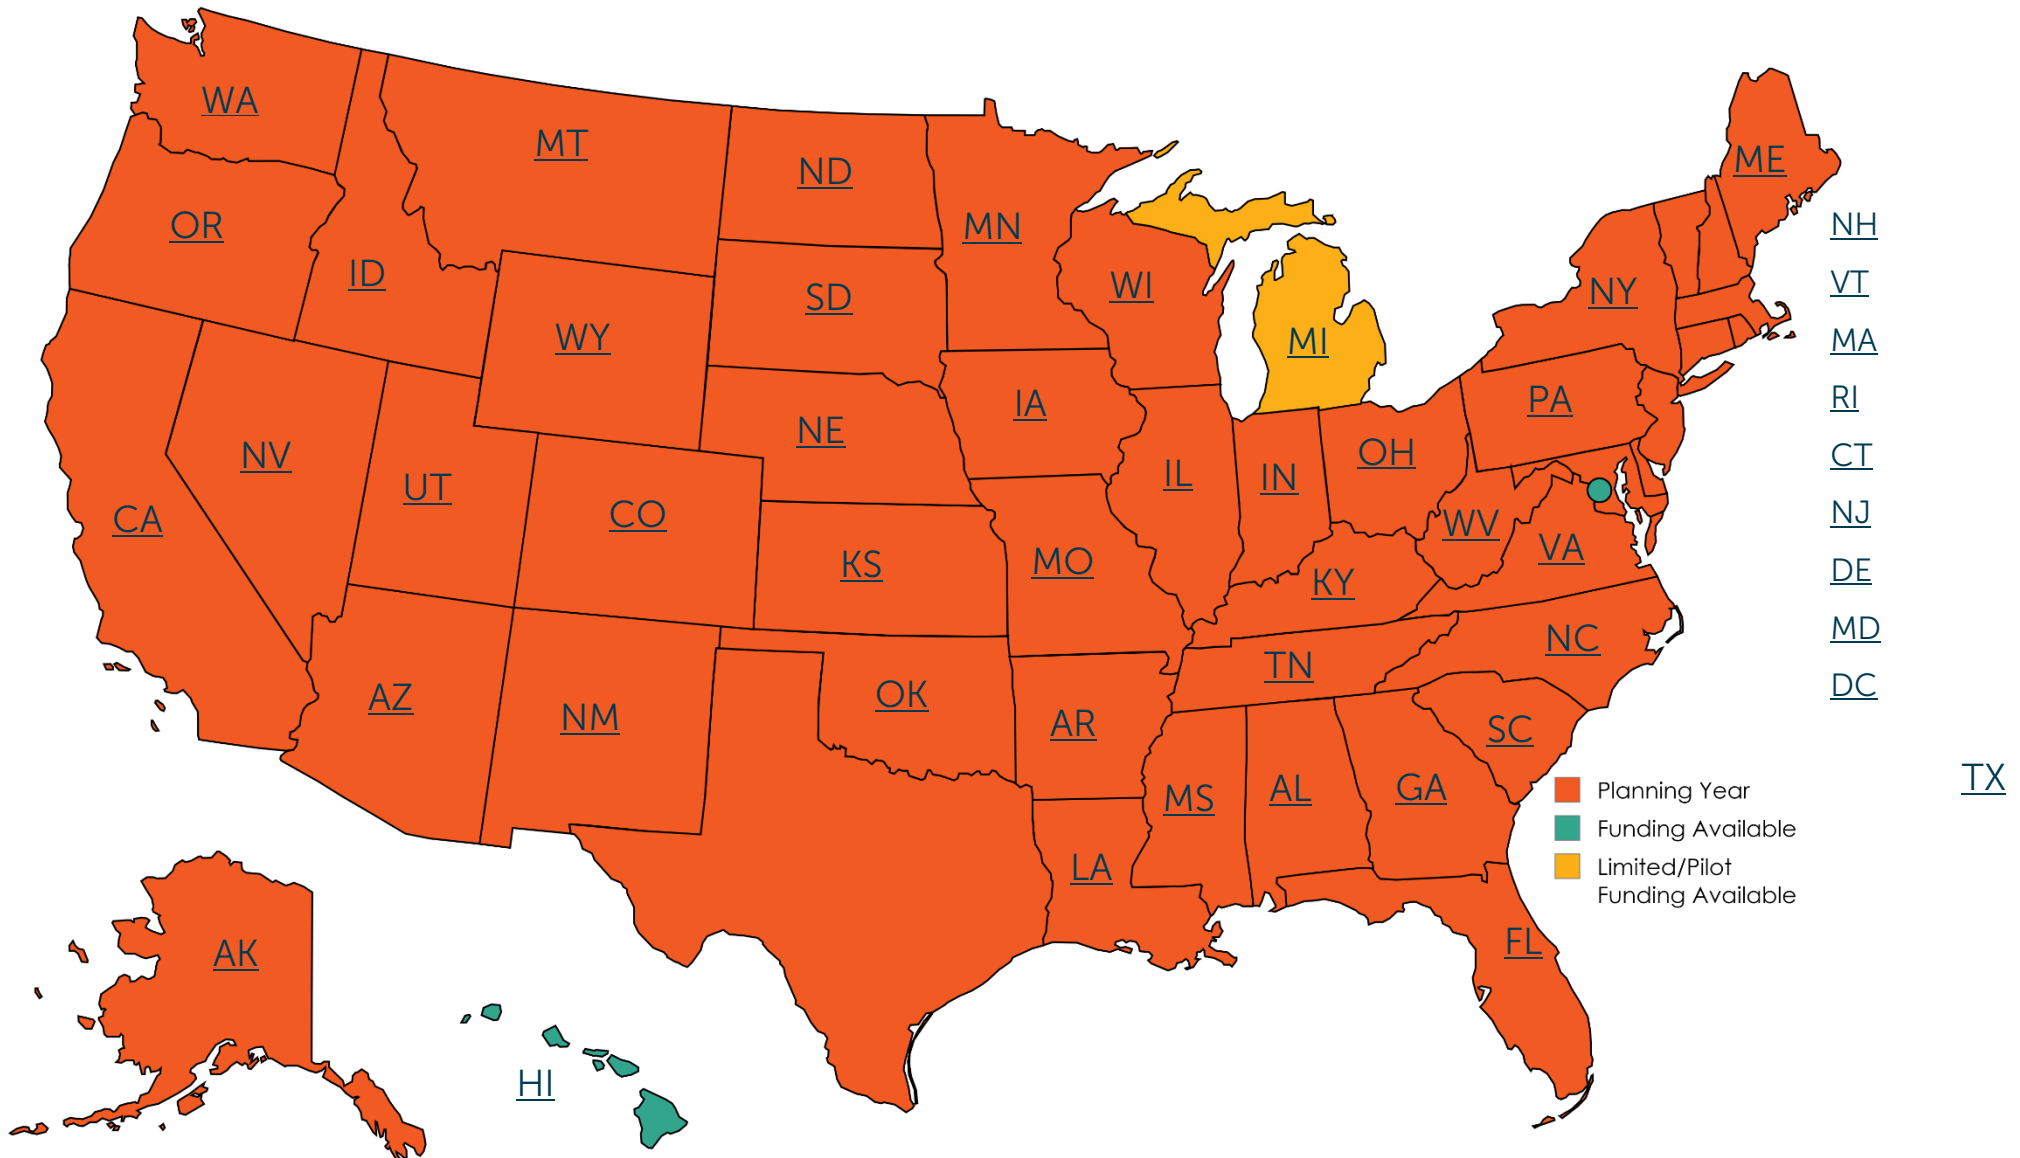 WA
MT
ND
ME
OR
MN
NH
ID
SD
WI
NY
VT
WY
MI
MA
IA
PA
RI
NE
NV
UT
IL
IN
OH
CT
CA
CO
WV
NJ
KS
MO
KY
VA
DE
NC
MD
AZ
NM
OK
TN
DC
AR
SC
TX
MS
AL
GA
Planning Year
Funding Available
LA
Limited/Pilot
Funding Available
AK
FL
HI